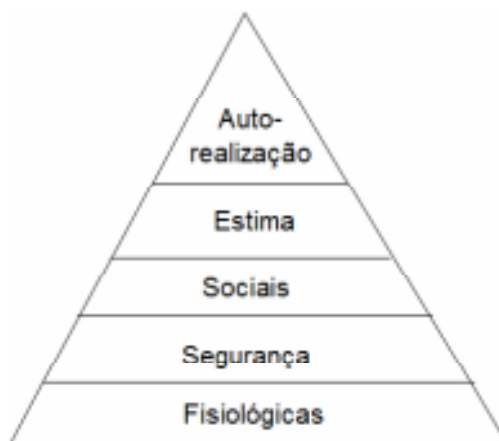 Auto-
realização
Estima
Sociais
Segurança
Fisiológicas